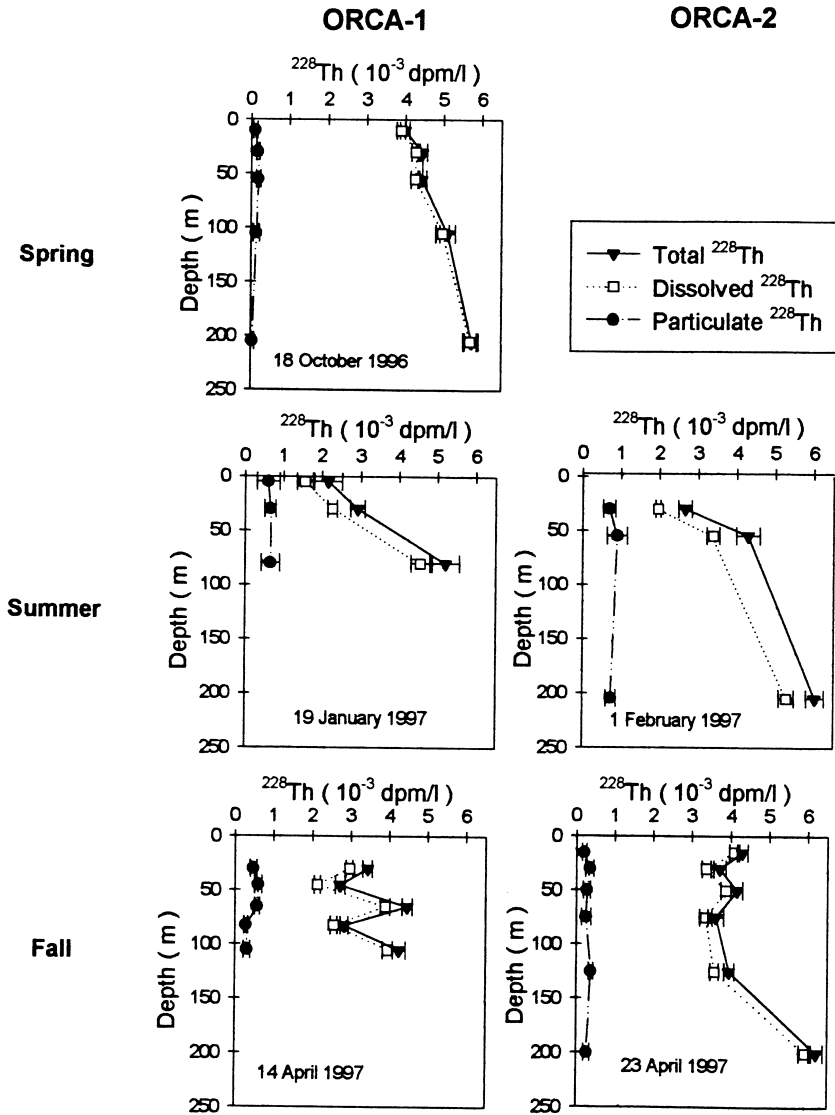 ORCA-1
ORCA-2
²²⁸Th ( 10⁻³ dpm/l )
0 1 2 3 4 5 6
Depth ( m )
0
50
100
150
200
250
18 October 1996
Spring
Total ²²⁸Th
Dissolved ²²⁸Th
Particulate ²²⁸Th
²²⁸Th ( 10⁻³ dpm/l )
0 1 2 3 4 5 6
Depth ( m )
0
50
100
150
200
250
19 January 1997
²²⁸Th ( 10⁻³ dpm/l )
0 1 2 3 4 5 6
Depth ( m )
0
50
100
150
200
250
1 February 1997
Summer
²²⁸Th ( 10⁻³ dpm/l )
0 1 2 3 4 5 6
Depth ( m )
0
50
100
150
200
250
14 April 1997
²²⁸Th ( 10⁻³ dpm/l )
0 1 2 3 4 5 6
Depth ( m )
0
50
100
150
200
250
23 April 1997
Fall